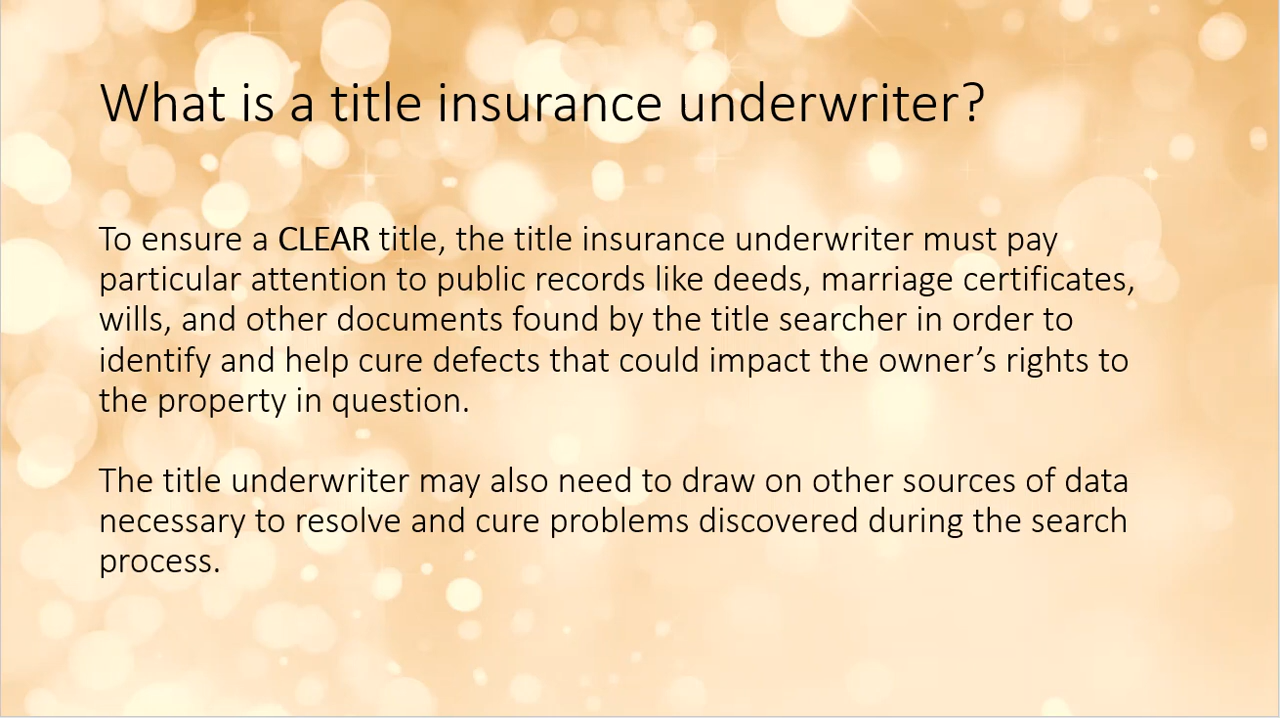 What is a title insurance underwriter?
To ensure a CLEAR title, the title insurance underwriter must pay
particular attention to public records like deeds, marriage certificates,
wills, and other documents found by the title searcher in order to
identify and help cure defects that could impact the owner’s rights to
the property in question.
The title underwriter may also need to draw on other sources of data
necessary to resolve and cure problems discovered during the search
process.